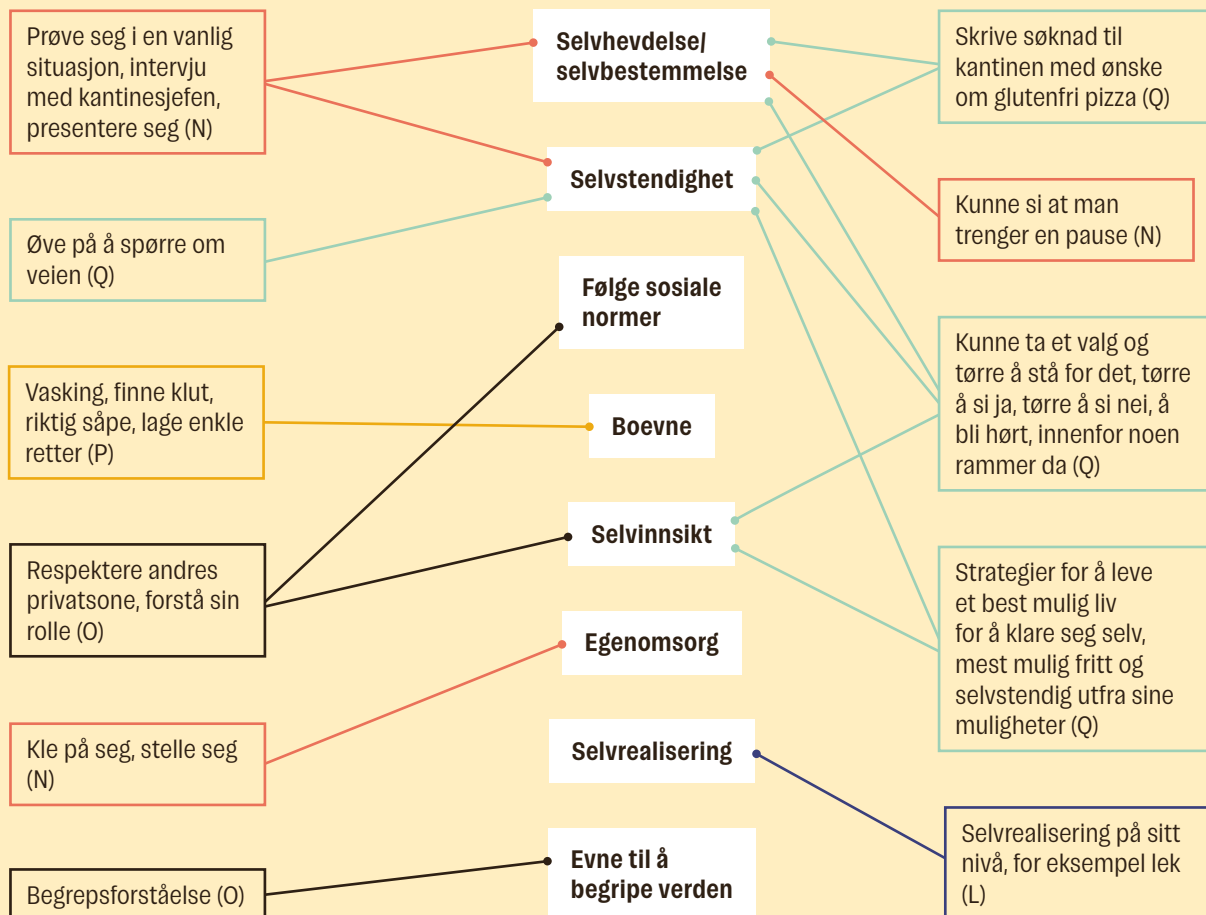 Prøve seg i en vanlig
situasjon, intervju
med kantinesjefen,
presentere seg (N)
Øve på å spørre om
veien (Q)
Vasking, finne klut,
riktig såpe, lage enkle
retter (P)
Respektere andres
privatsone, forstå sin
rolle (O)
Kle på seg, stelle seg
(N)
Begrepsforståelse (O)
Selvhevdelse/
selvbestemmelse
Selvstendighet
Følge sosiale
normer
Boevne
Selvinnsikt
Egenomsorg
Selvrealisering
Evne til å
begripe verden
Skrive søknad til
kantinen med ønske
om glutenfri pizza (Q)
Kunne si at man
trenger en pause (N)
Kunne ta et valg og
tørre å stå for det, tørre
å si ja, tørre å si nei, å
bli hørt, innenfor noen
rammer da (Q)
Strategier for å leve
et best mulig liv
for å klare seg selv,
mest mulig fritt og
selvstendig utfra sine
muligheter (Q)
Selvrealisering på sitt
nivå, for eksempel lek
(L)